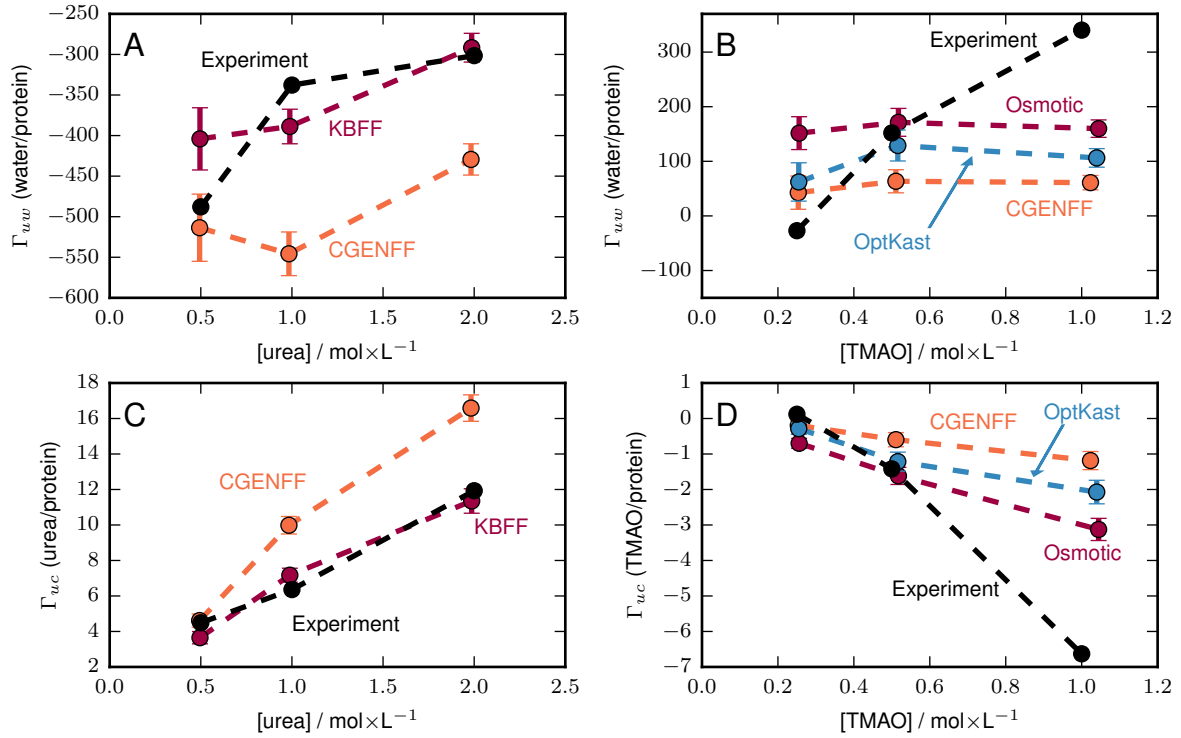 A
−250
−300
−350
−400
−450
−500
−550
−600
Γuw (water/protein)
Experiment
KBFF
CGENFF
0.0 0.5 1.0 1.5 2.0 2.5
[urea] / mol×L−1
B
300
200
100
0
−100
Γuw (water/protein)
Experiment
Osmotic
CGENFF
OptKast
0.0 0.2 0.4 0.6 0.8 1.0 1.2
[TMAO] / mol×L−1
C
18
16
14
12
10
8
6
4
2
Γuc (urea/protein)
CGENFF
KBFF
Experiment
0.0 0.5 1.0 1.5 2.0 2.5
[urea] / mol×L−1
D
1
0
−1
−2
−3
−4
−5
−6
−7
Γuc (TMAO/protein)
OptKast
CGENFF
Osmotic
Experiment
0.0 0.2 0.4 0.6 0.8 1.0 1.2
[TMAO] / mol×L−1